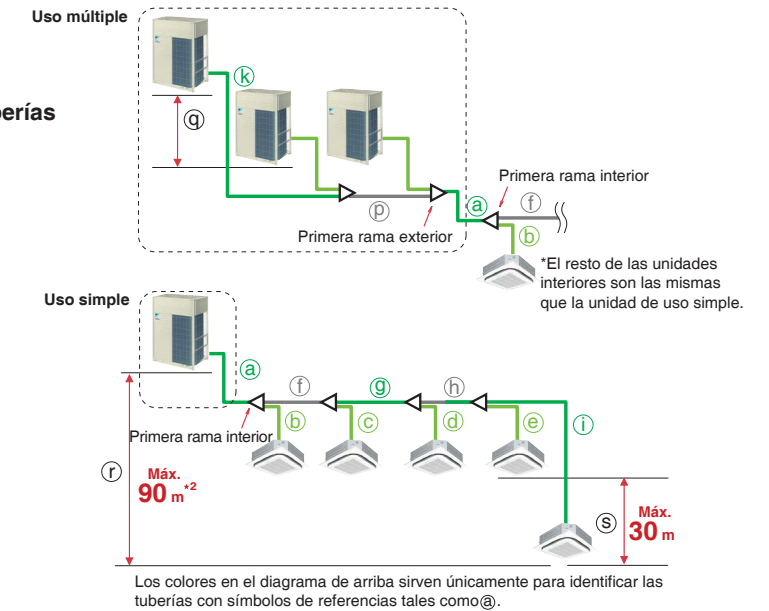 Uso múltiple
berías
k
q
p
Primera rama exterior
Primera rama interior
a
f
b
*El resto de las unidades
interiores son las mismas
que la unidad de uso simple.
Uso simple
a
f
g
h
b
c
d
e
i
Primera rama interior
r
Máx.
90 m*2
s
Máx.
30 m
Los colores en el diagrama de arriba sirven únicamente para identificar las
tuberías con símbolos de referencias tales como ⓐ.